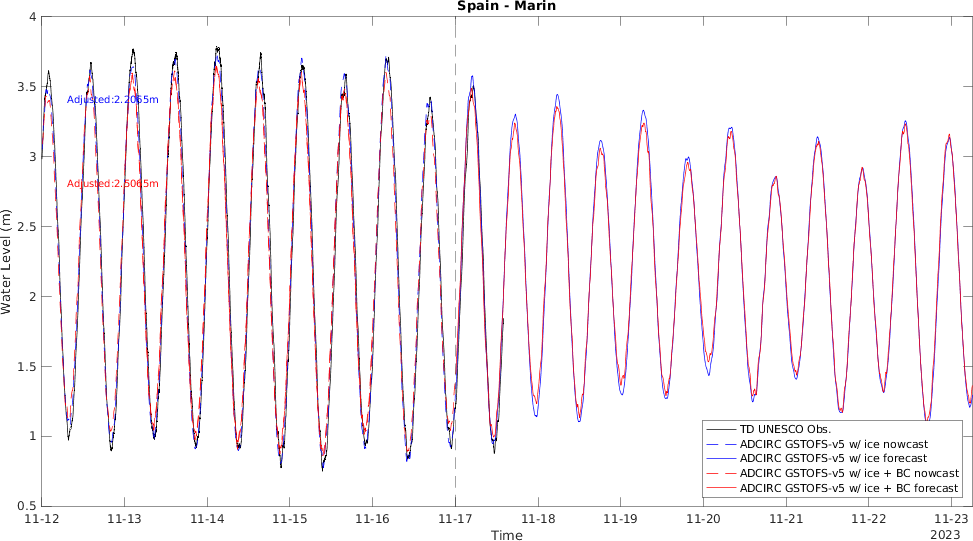 Spain - Marin
4
3.5
3
2.5
2
1.5
1
0.5
Water Level (m)
Adjusted:2.2065m
Adjusted:2.5065m
TD UNESCO Obs.
ADCIRC GSTOFS-v5 w/ ice nowcast
ADCIRC GSTOFS-v5 w/ ice forecast
ADCIRC GSTOFS-v5 w/ ice + BC nowcast
ADCIRC GSTOFS-v5 w/ ice + BC forecast
11-12 11-13 11-14 11-15 11-16 11-17 11-18 11-19 11-20 11-21 11-22 11-23
Time
2023